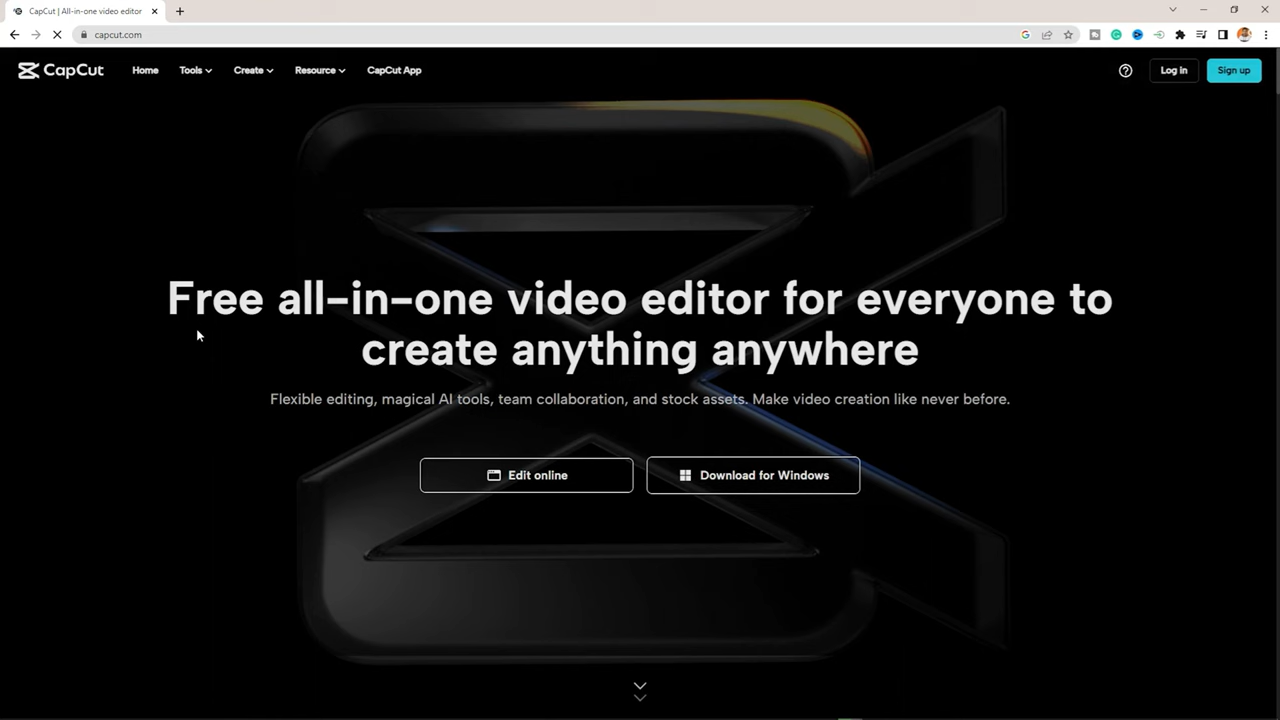 CapCut | All-in-one video editor
capcut.com
CapCut
Home
Tools
Create
Resource
CapCut App
Log in
Sign up
Free all-in-one video editor for everyone to
create anything anywhere
Flexible editing, magical AI tools, team collaboration, and stock assets. Make video creation like never before.
Edit online
Download for Windows